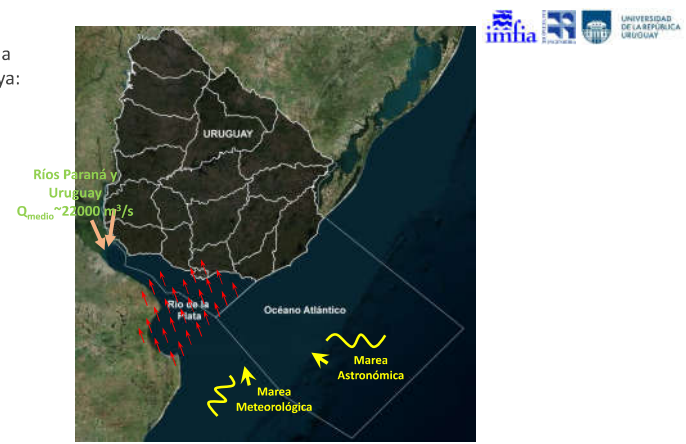 imfia
UNIVERSIDAD
DE LA REPÚBLICA
URUGUAY
a
ya:
URUGUAY
Ríos Paraná y
Uruguay
Qmedio~22000 m³/s
Río de la
Plata
Océano Atlántico
Marea
Astronómica
Marea
Meteorológica